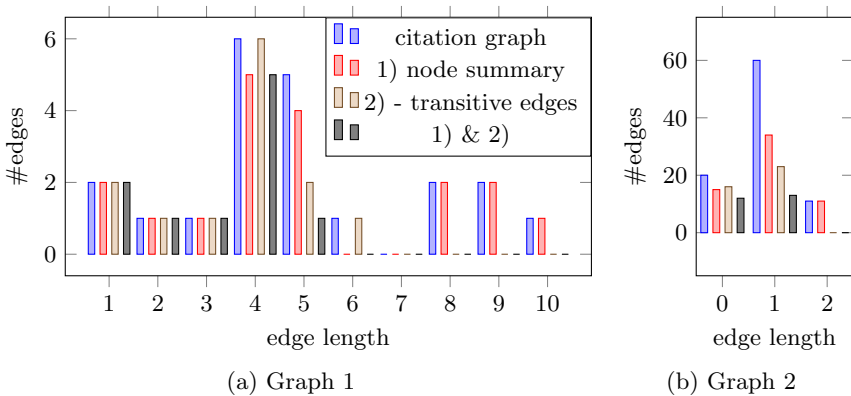 6
4
2
0
#edges
1 2 3 4 5 6 7 8 9 10
edge length
citation graph
1) node summary
2) - transitive edges
1) & 2)
(a) Graph 1
60
40
20
0
#edges
0 1 2
edge length
(b) Graph 2